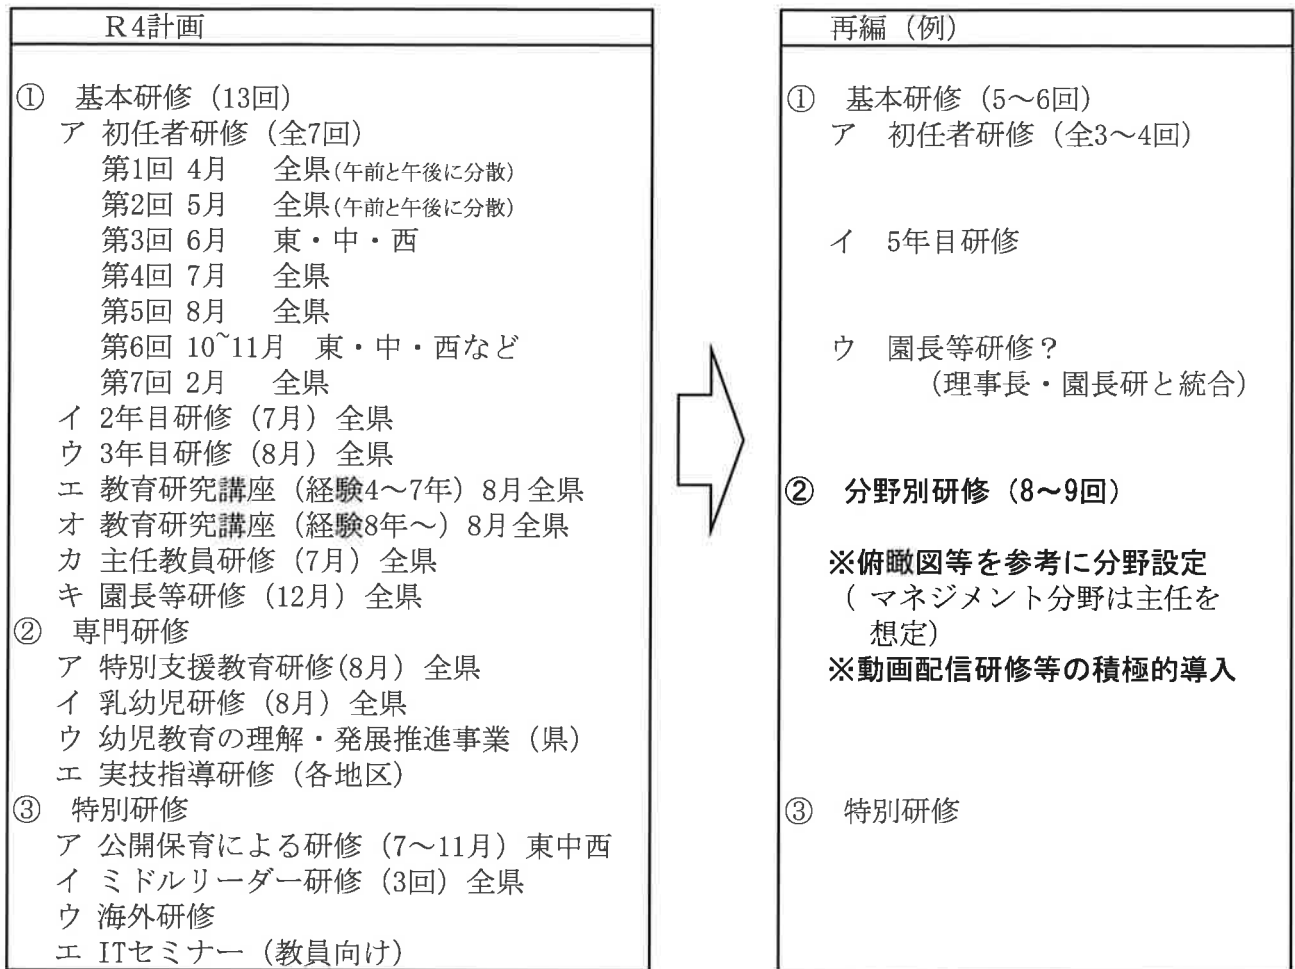 R4計画
① 基本研修（13回）
ア 初任者研修（全7回）
第1回 4月 全県(午前と午後に分散)
第2回 5月 全県(午前と午後に分散)
第3回 6月 東・中・西
第4回 7月 全県
第5回 8月 全県
第6回 10~11月 東・中・西など
第7回 2月 全県
イ 2年目研修（7月）全県
ウ 3年目研修（8月）全県
エ 教育研究講座（経験4～7年）8月全県
オ 教育研究講座（経験8年～）8月全県
カ 主任教員研修（7月）全県
キ 園長等研修（12月）全県
② 専門研修
ア 特別支援教育研修(8月）全県
イ 乳幼児研修（8月）全県
ウ 幼児教育の理解・発展推進事業（県）
エ 実技指導研修（各地区）
③ 特別研修
ア 公開保育による研修（7～11月）東中西
イ ミドルリーダー研修（3回）全県
ウ 海外研修
エ ITセミナー（教員向け）
再編（例）
① 基本研修（5～6回）
ア 初任者研修（全3～4回）
イ 5年目研修
ウ 園長等研修？
（理事長・園長研と統合）
② 分野別研修（8～9回）
※俯瞰図等を参考に分野設定
（ マネジメント分野は主任を
想定）
※動画配信研修等の積極的導入
③ 特別研修